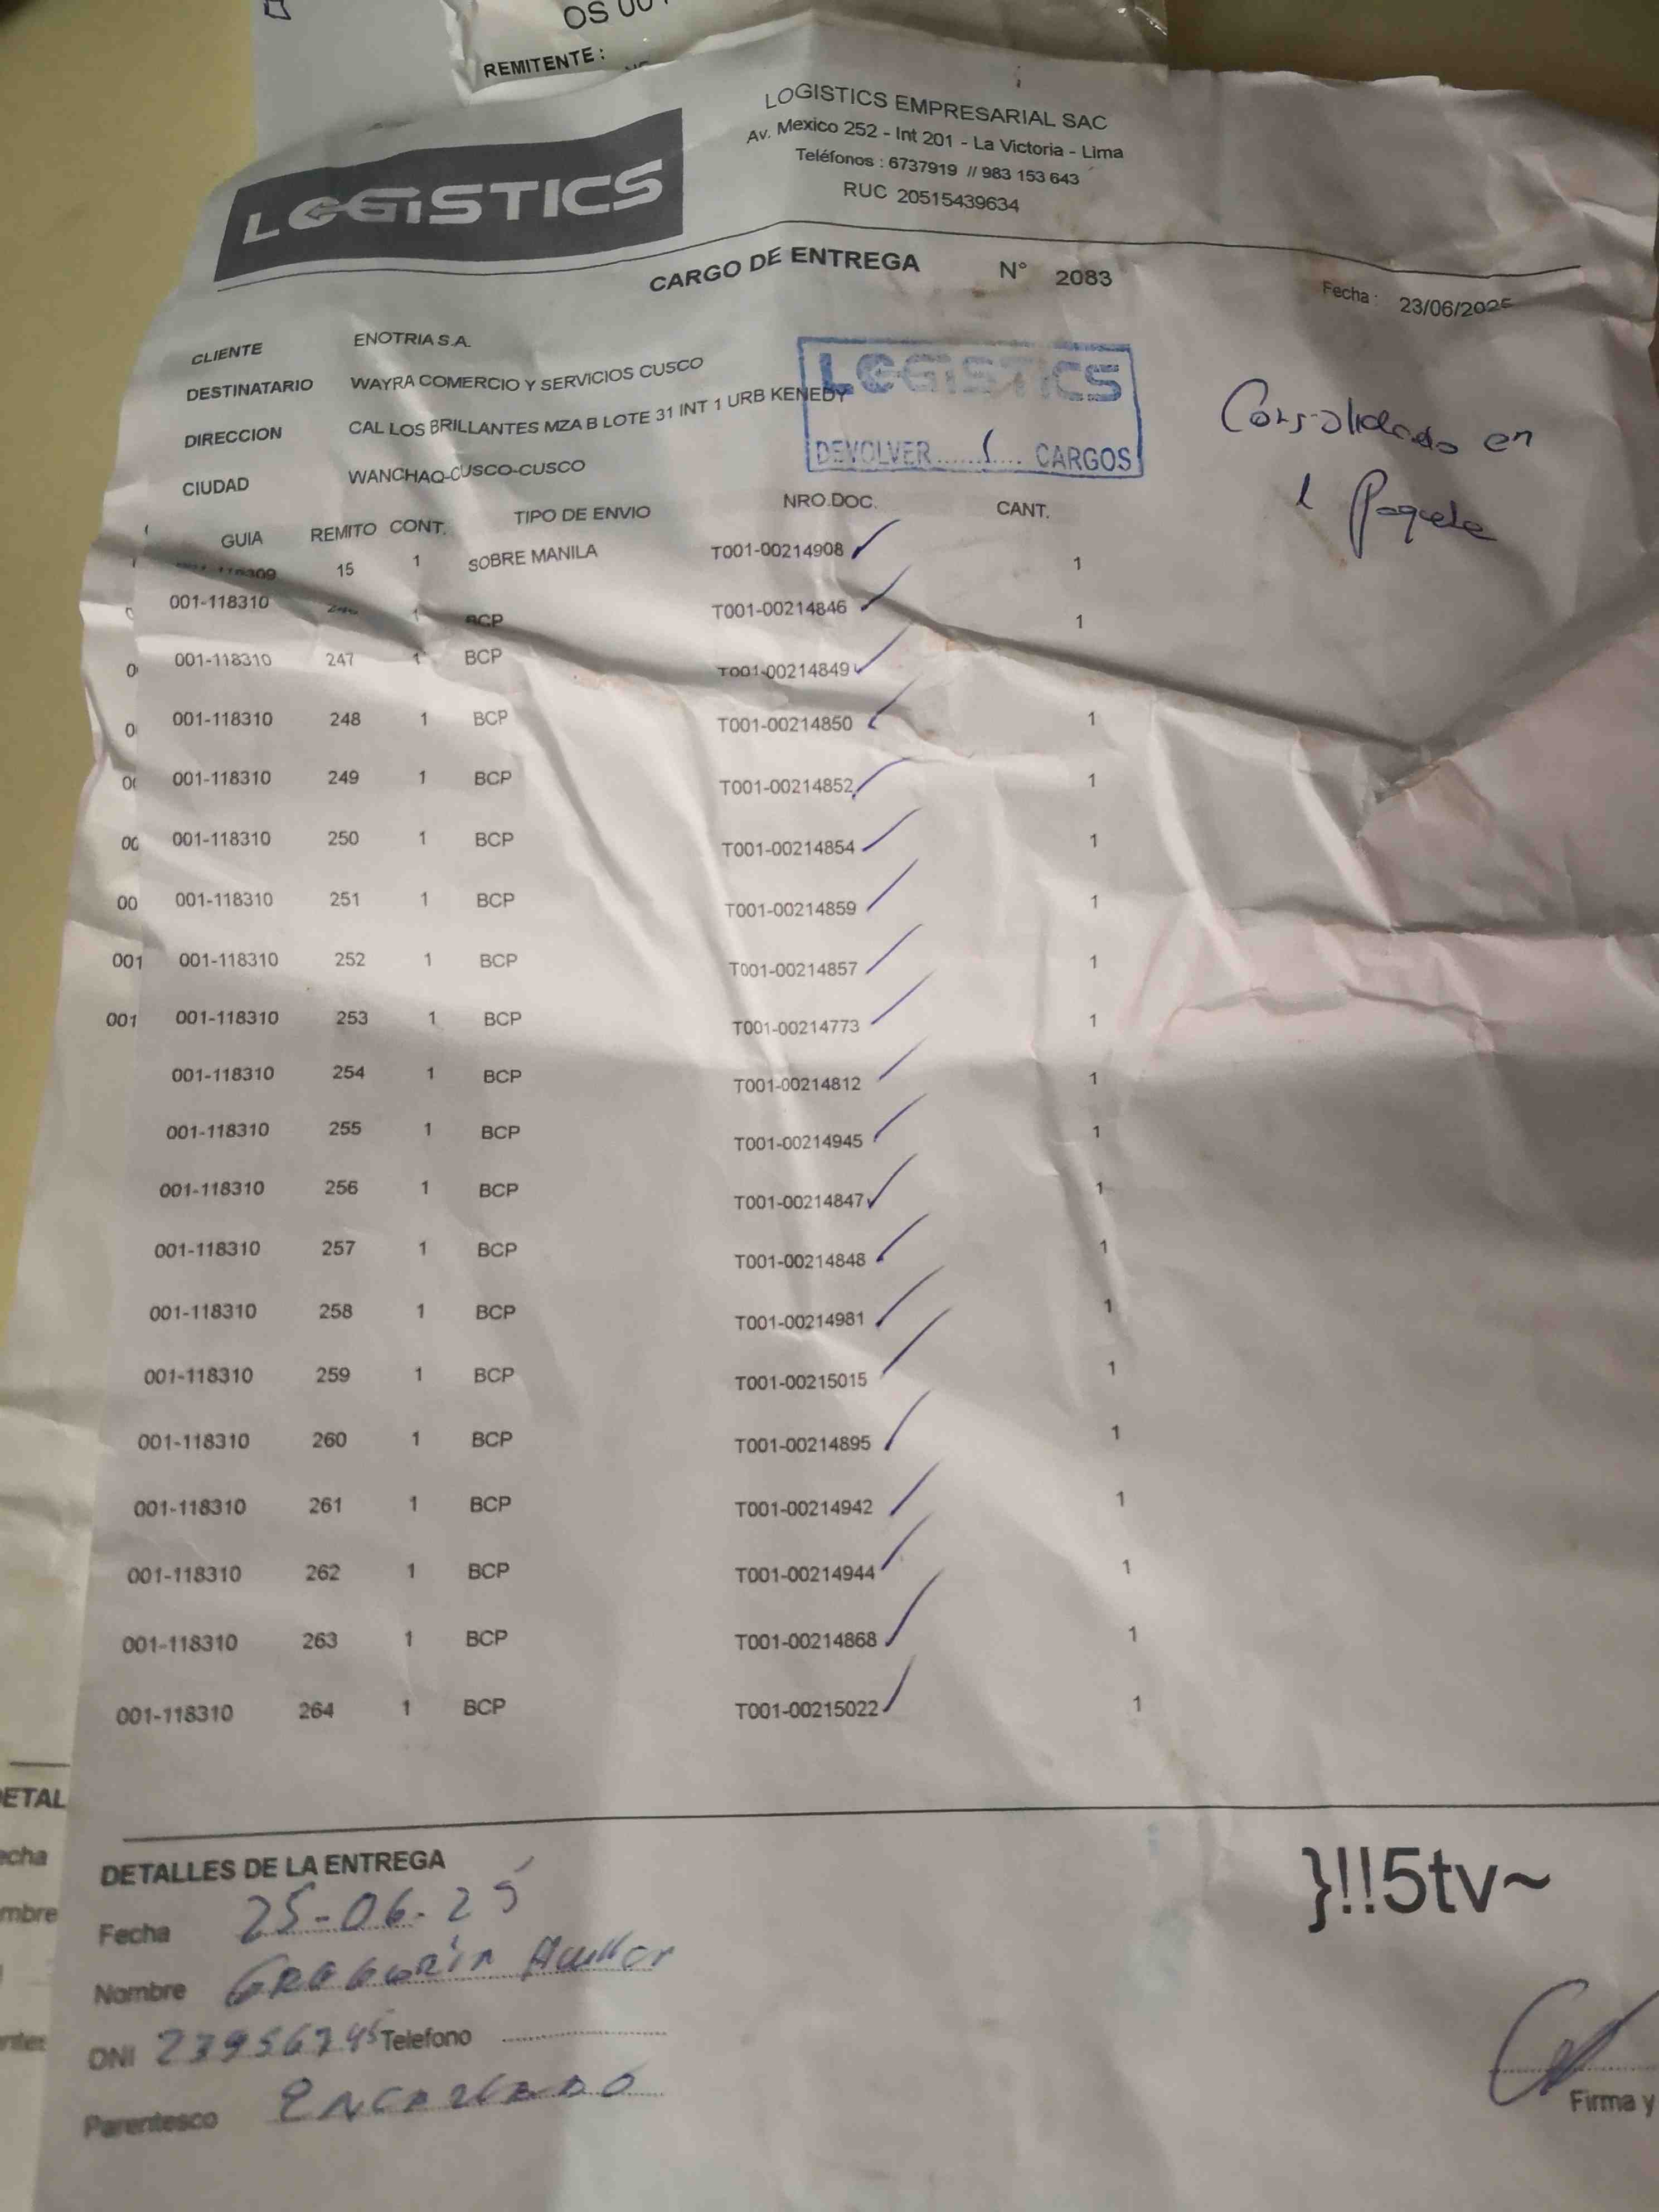 OS 00
REMITENTE :
LOGISTICS
LOGISTICS EMPRESARIAL SAC
Av. Mexico 252 - Int 201 - La Victoria - Lima
Teléfonos : 6737919 // 983 153 643
RUC 20515439634
CARGO DE ENTREGA N° 2083
Fecha : 23/06/2025
CLIENTE ENOTRIA S.A.
DESTINATARIO WAYRA COMERCIO Y SERVICIOS CUSCO
DIRECCION CAL LOS BRILLANTES MZA B LOTE 31 INT 1 URB KENEDY
CIUDAD WANCHAQ-CUSCO-CUSCO
LOGISTICS
DEVOLVER...1... CARGOS
Consolidado en
1 Paquete
GUIA REMITO CONT. TIPO DE ENVIO NRO.DOC. CANT.
15 1 SOBRE MANILA T001-00214908 1
001-118310 1 BCP T001-00214846 1
001-118310 247 1 BCP T001-00214849
001-118310 248 1 BCP T001-00214850 1
001-118310 249 1 BCP T001-00214852 1
00 001-118310 250 1 BCP T001-00214854 1
00 001-118310 251 1 BCP T001-00214859 1
001 001-118310 252 1 BCP T001-00214857 1
001 001-118310 253 1 BCP T001-00214773 1
001-118310 254 1 BCP T001-00214812 1
001-118310 255 1 BCP T001-00214945 1
001-118310 256 1 BCP T001-00214847 1
001-118310 257 1 BCP T001-00214848 1
001-118310 258 1 BCP T001-00214981 1
001-118310 259 1 BCP T001-00215015 1
001-118310 260 1 BCP T001-00214895 1
001-118310 261 1 BCP T001-00214942 1
001-118310 262 1 BCP T001-00214944 1
001-118310 263 1 BCP T001-00214868 1
001-118310 264 1 BCP T001-00215022 1
DETALLES DE LA ENTREGA
}!!5tv~
Fecha 25-06-25
Nombre
DNI Telefono
Parentesco ENCARGADO
Firma y
ETAL
echa
mbre